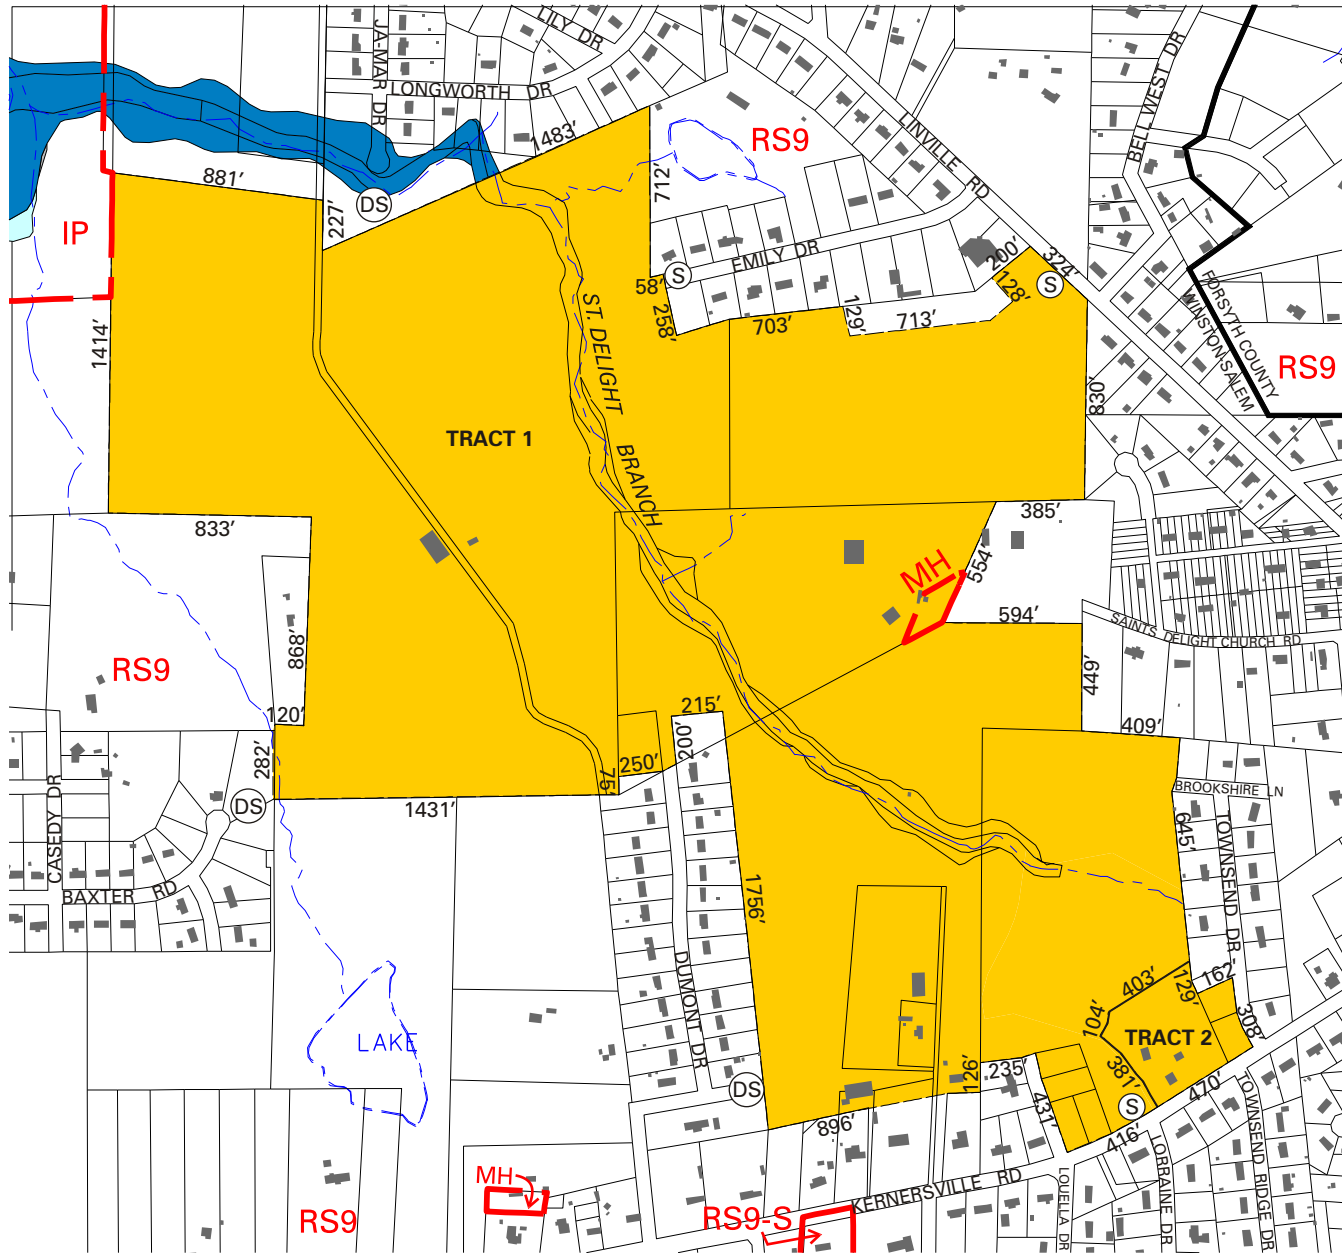 LILY DR
JA-MAR DR
LONGWORTH DR
1483′
LINVILLE RD
BELL WEST DR
RS9
881′
227′
DS
712′
IP
EMILY DR
S
58′
258′
703′
129′
713′
200′
128′
324′
S
FORSYTH COUNTY
WINSTON-SALEM
RS9
1414′
ST. DELIGHT BRANCH
830′
TRACT 1
833′
385′
554′
MH
594′
SAINTS DELIGHT CHURCH RD
868′
RS9
449′
120′
215′
200′
409′
282′
250′
75′
DS
1431′
BROOKSHIRE LN
645′
TOWNSEND DR
CASEDY DR
BAXTER RD
1756′
DUMONT DR
403′
129′
162′
104′
TRACT 2
308′
LAKE
381′
235′
126′
431′
470′
DS
S
896′
416′
MH
KERNERSVILLE RD
LOUELLA DR
LORRAINE DR
TOWNSEND RIDGE DR
RS9
RS9-S